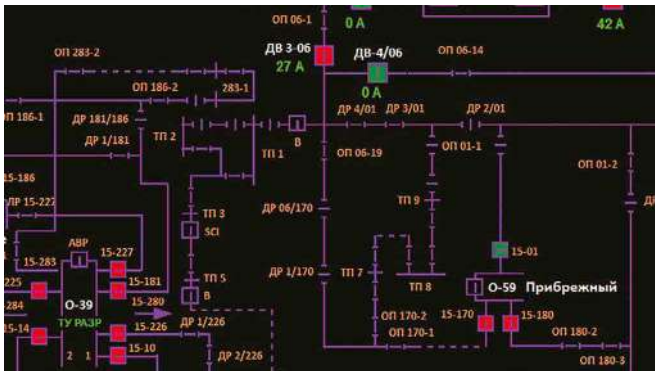 ОП 06-1
0 А
42 А
ДВ 3-06
ДВ-4/06
ОП 06-14
27 А
0 А
ОП 283-2
ОП 186-2
283-1
ОП 186-1
ДР 181/186
ДР 4/01
ДР 3/01
ДР 2/01
ТП 2
В
ДР 1/181
ТП 1
ОП 06-19
ОП 01-1
ОП 01-2
15-186
ДР 15-227
ТП 3
ДР 06/170
ТП 9
SCI
АВР
15-227
15-01
15-283
ТП 5
ДР 1/170
ТП 7
ТП 8
О-59 Прибрежный
15-181
В
О-39
15-280
ТУ РАЗР
15-226
ДР 1/226
ОП 170-2
15-170
15-180
15-14
ОП 170-1
ОП 180-2
2 1
15-10
ДР 2/226
ОП 180-3